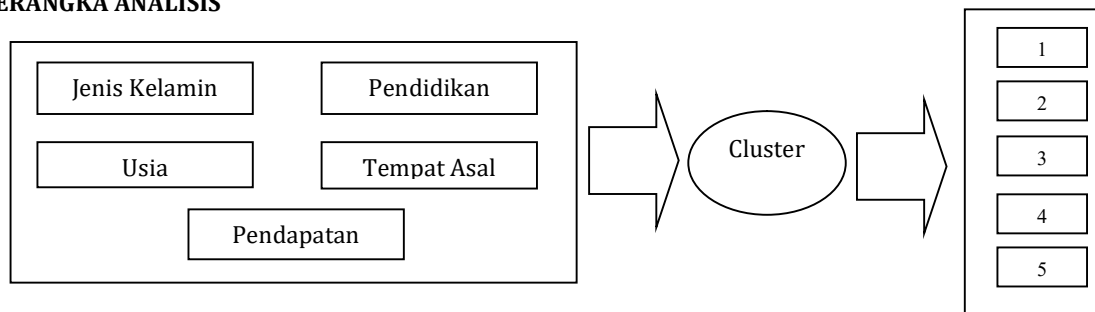 ERANGKA ANALISIS
Jenis Kelamin
Pendidikan
Usia
Tempat Asal
Pendapatan
Cluster
1
2
3
4
5